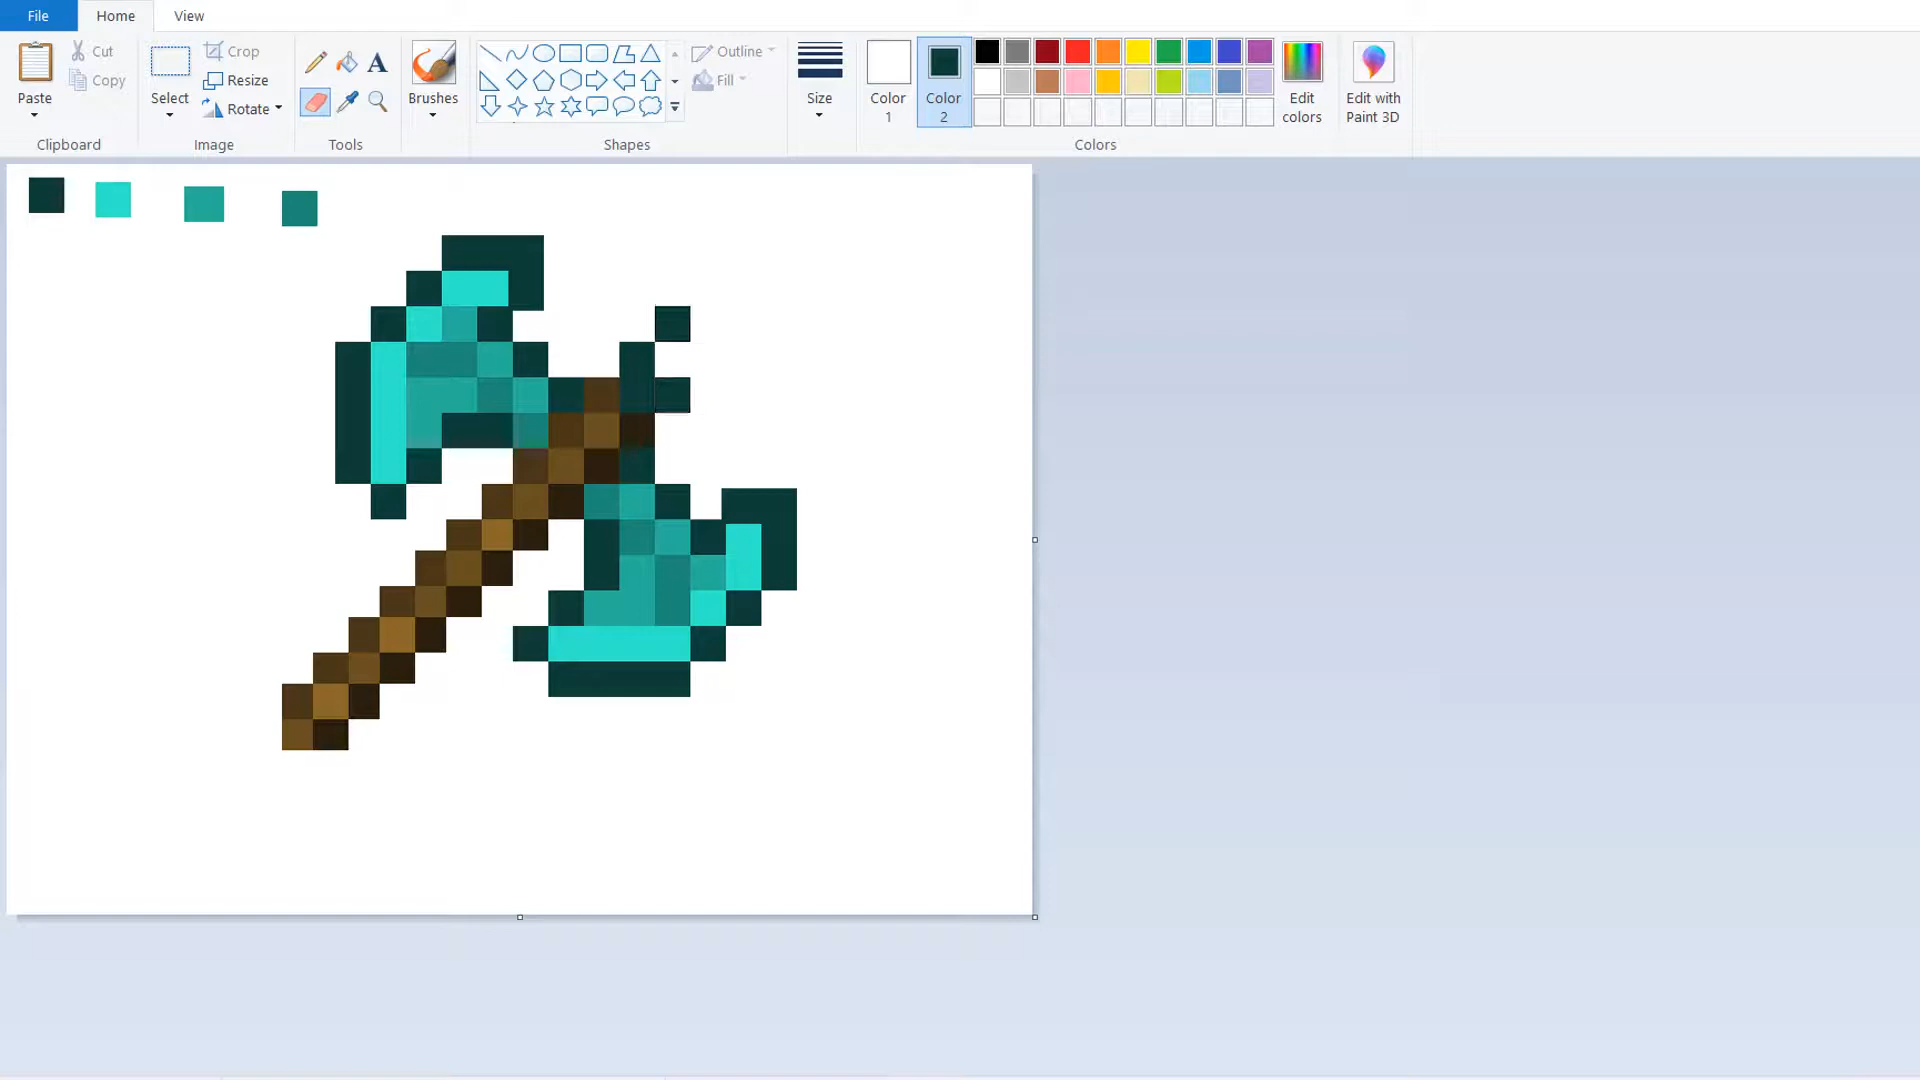 File Home View
Paste
Cut
Copy
Clipboard
Select
Crop
Resize
Rotate
Image
A
Tools
Brushes
Outline
Fill
Shapes
Size
Color 1
Color 2
Edit colors
Colors
Edit with Paint 3D